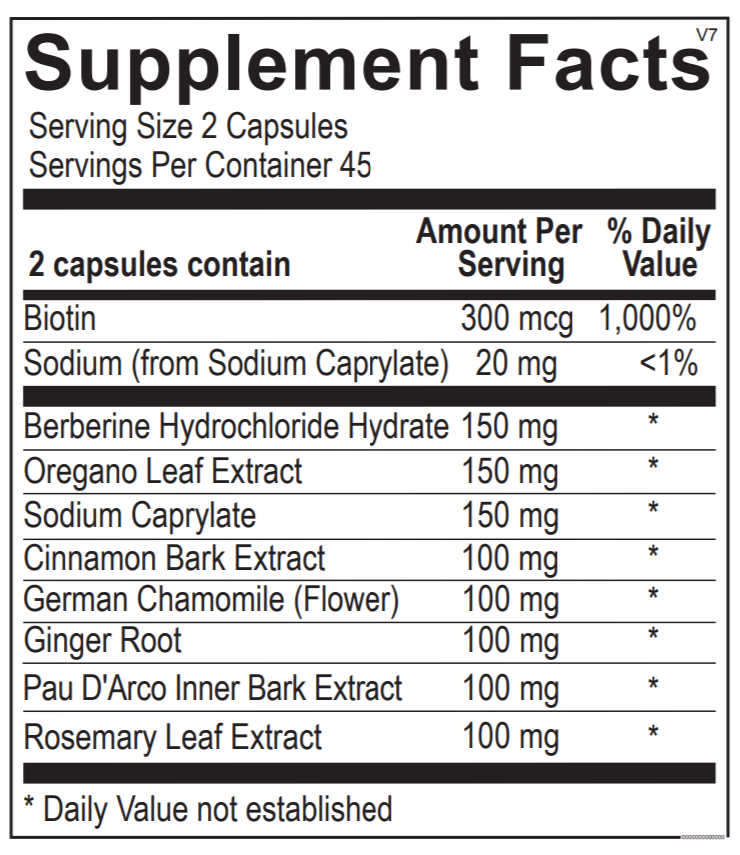 Supplement Facts V7
Serving Size 2 Capsules
Servings Per Container 45
2 capsules contain Amount Per Serving % Daily Value
Biotin 300 mcg 1,000%
Sodium (from Sodium Caprylate) 20 mg <1%
Berberine Hydrochloride Hydrate 150 mg *
Oregano Leaf Extract 150 mg *
Sodium Caprylate 150 mg *
Cinnamon Bark Extract 100 mg *
German Chamomile (Flower) 100 mg *
Ginger Root 100 mg *
Pau D'Arco Inner Bark Extract 100 mg *
Rosemary Leaf Extract 100 mg *
* Daily Value not established